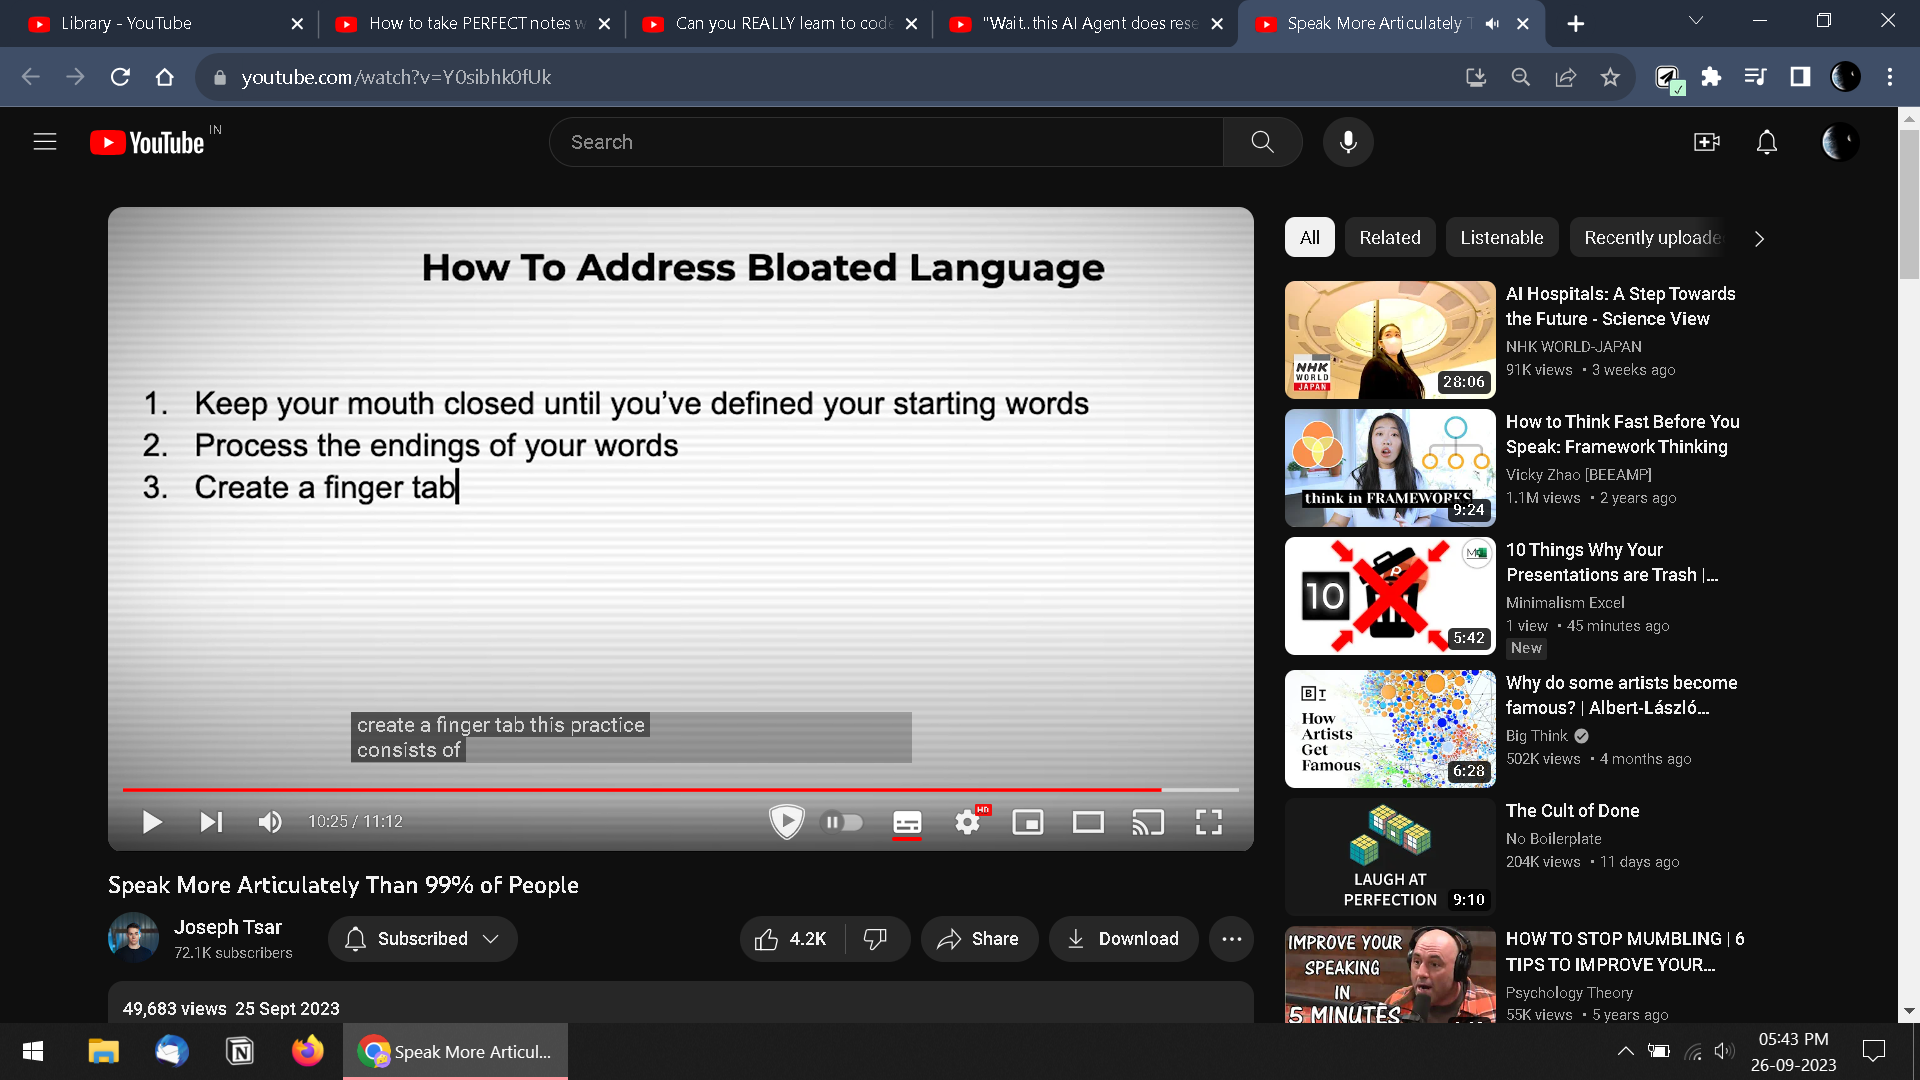 Library - YouTube
How to take PERFECT notes w
Can you REALLY learn to code
"Wait..this AI Agent does rese
Speak More Articulately T
youtube.com/watch?v=Y0sibhk0fUk
YouTube IN
Search
How To Address Bloated Language
1. Keep your mouth closed until you've defined your starting words
2. Process the endings of your words
3. Create a finger tab
create a finger tab this practice
consists of
10:25 / 11:12
HD
Speak More Articulately Than 99% of People
Joseph Tsar
72.1K subscribers
Subscribed
4.2K
Share
Download
49,683 views 25 Sept 2023
All
Related
Listenable
Recently uploade
NHK
WORLD
JAPAN
28:06
AI Hospitals: A Step Towards
the Future - Science View
NHK WORLD-JAPAN
91K views • 3 weeks ago
think in FRAMEWORKS
9:24
How to Think Fast Before You
Speak: Framework Thinking
Vicky Zhao [BEEAMP]
1.1M views • 2 years ago
10
5:42
10 Things Why Your
Presentations are Trash |...
Minimalism Excel
1 view • 45 minutes ago
New
B T
How
Artists
Get
Famous
6:28
Why do some artists become
famous? | Albert-László...
Big Think
502K views • 4 months ago
LAUGH AT
PERFECTION
9:10
The Cult of Done
No Boilerplate
204K views • 11 days ago
IMPROVE YOUR
SPEAKING
IN
5 MINUTES
HOW TO STOP MUMBLING | 6
TIPS TO IMPROVE YOUR...
Psychology Theory
55K views • 5 years ago
Speak More Articul...
05:43 PM
26-09-2023